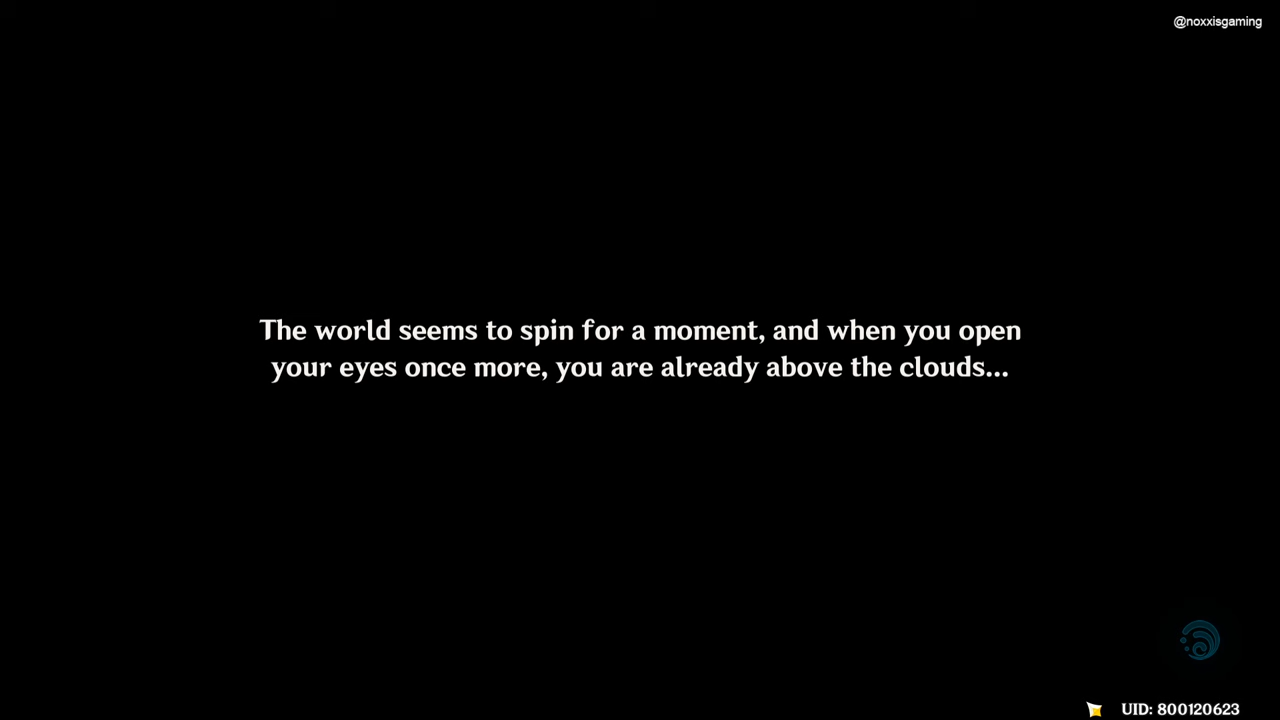 @noxxisgaming
The world seems to spin for a moment, and when you open
your eyes once more, you are already above the clouds...
UID: 800120623